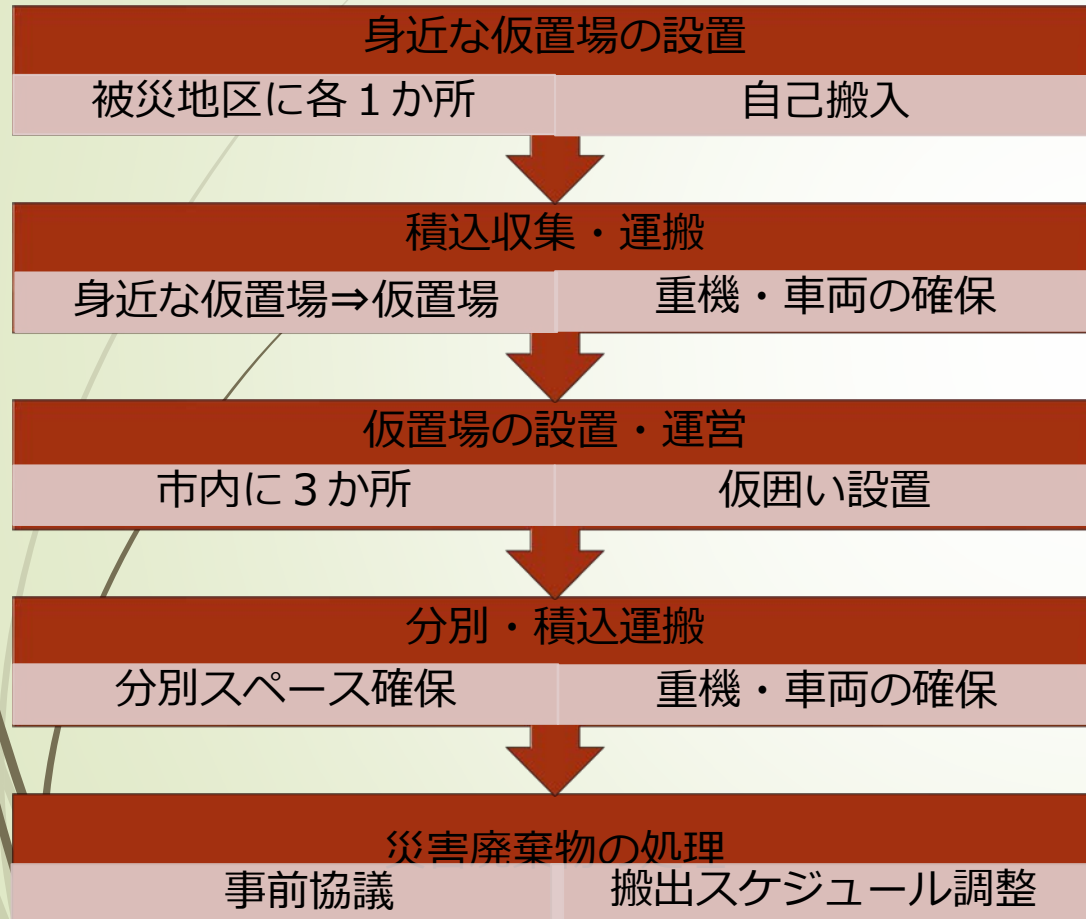 身近な仮置場の設置
被災地区に各１か所 自己搬入
積込収集・運搬
身近な仮置場⇒仮置場 重機・車両の確保
仮置場の設置・運営
市内に３か所 仮囲い設置
分別・積込運搬
分別スペース確保 重機・車両の確保
災害廃棄物の処理
事前協議 搬出スケジュール調整